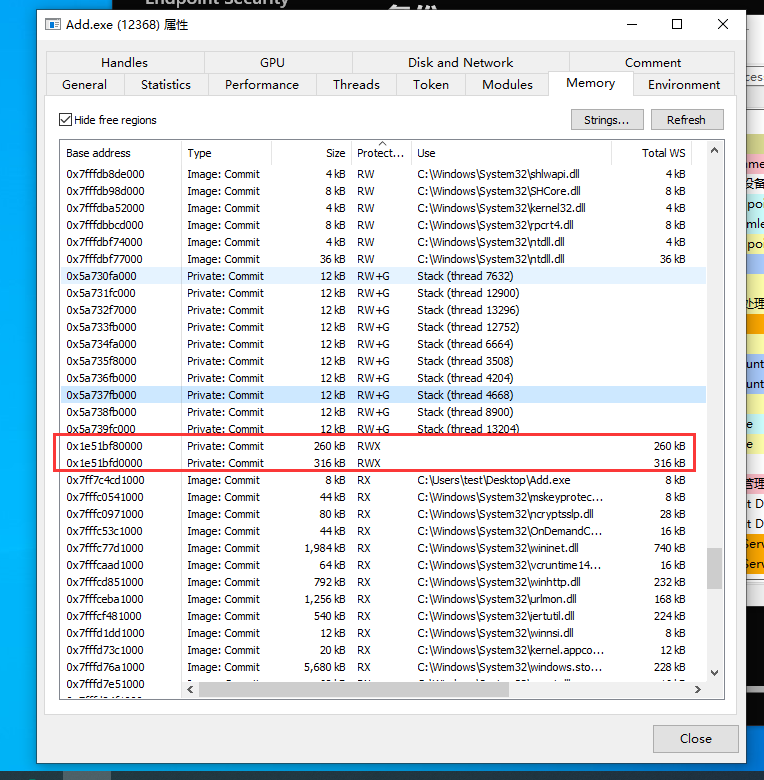 Endpoint Security
Add.exe (12368) 属性
Handles GPU Disk and Network Comment
General Statistics Performance Threads Token Modules Memory Environment
Hide free regions Strings... Refresh
Base address Type Size Protect... Use Total WS
0x7fffdb8de000 Image: Commit 4 kB RW C:\Windows\System32\shlwapi.dll 4 kB
0x7fffdb98d000 Image: Commit 8 kB RW C:\Windows\System32\SHCore.dll 8 kB
0x7fffdba52000 Image: Commit 4 kB RW C:\Windows\System32\kernel32.dll 4 kB
0x7fffdbbcd000 Image: Commit 8 kB RW C:\Windows\System32\rpcrt4.dll 8 kB
0x7fffdbf74000 Image: Commit 4 kB RW C:\Windows\System32\ntdll.dll 4 kB
0x7fffdbf77000 Image: Commit 36 kB RW C:\Windows\System32\ntdll.dll 36 kB
0x5a730fa000 Private: Commit 12 kB RW+G Stack (thread 7632)
0x5a731fc000 Private: Commit 12 kB RW+G Stack (thread 12900)
0x5a732f7000 Private: Commit 12 kB RW+G Stack (thread 13296)
0x5a733fb000 Private: Commit 12 kB RW+G Stack (thread 12752)
0x5a734fa000 Private: Commit 12 kB RW+G Stack (thread 6664)
0x5a735f8000 Private: Commit 12 kB RW+G Stack (thread 3508)
0x5a736fb000 Private: Commit 12 kB RW+G Stack (thread 4204)
0x5a737fb000 Private: Commit 12 kB RW+G Stack (thread 4668)
0x5a738fb000 Private: Commit 12 kB RW+G Stack (thread 8900)
0x5a739fc000 Private: Commit 12 kB RW+G Stack (thread 13204)
0x1e51bf80000 Private: Commit 260 kB RWX 260 kB
0x1e51bfd0000 Private: Commit 316 kB RWX 316 kB
0x7ff7c4cd1000 Image: Commit 8 kB RX C:\Users\test\Desktop\Add.exe 8 kB
0x7fffc0541000 Image: Commit 44 kB RX C:\Windows\System32\mskeyprotec... 8 kB
0x7fffc0971000 Image: Commit 80 kB RX C:\Windows\System32\ncryptsslp.dll 28 kB
0x7fffc53c1000 Image: Commit 44 kB RX C:\Windows\System32\OnDemandC... 16 kB
0x7fffc77d1000 Image: Commit 1,984 kB RX C:\Windows\System32\wininet.dll 740 kB
0x7fffcaad1000 Image: Commit 64 kB RX C:\Windows\System32\vcruntime14... 16 kB
0x7fffcd851000 Image: Commit 792 kB RX C:\Windows\System32\winhttp.dll 232 kB
0x7fffceba1000 Image: Commit 1,256 kB RX C:\Windows\System32\urlmon.dll 168 kB
0x7fffcf481000 Image: Commit 540 kB RX C:\Windows\System32\iertutil.dll 224 kB
0x7fffd1dd1000 Image: Commit 12 kB RX C:\Windows\System32\winnsi.dll 8 kB
0x7fffd73c1000 Image: Commit 20 kB RX C:\Windows\System32\kernel.appco... 12 kB
0x7fffd76a1000 Image: Commit 5,680 kB RX C:\Windows\System32\windows.sto... 228 kB
0x7fffd7e51000
Close